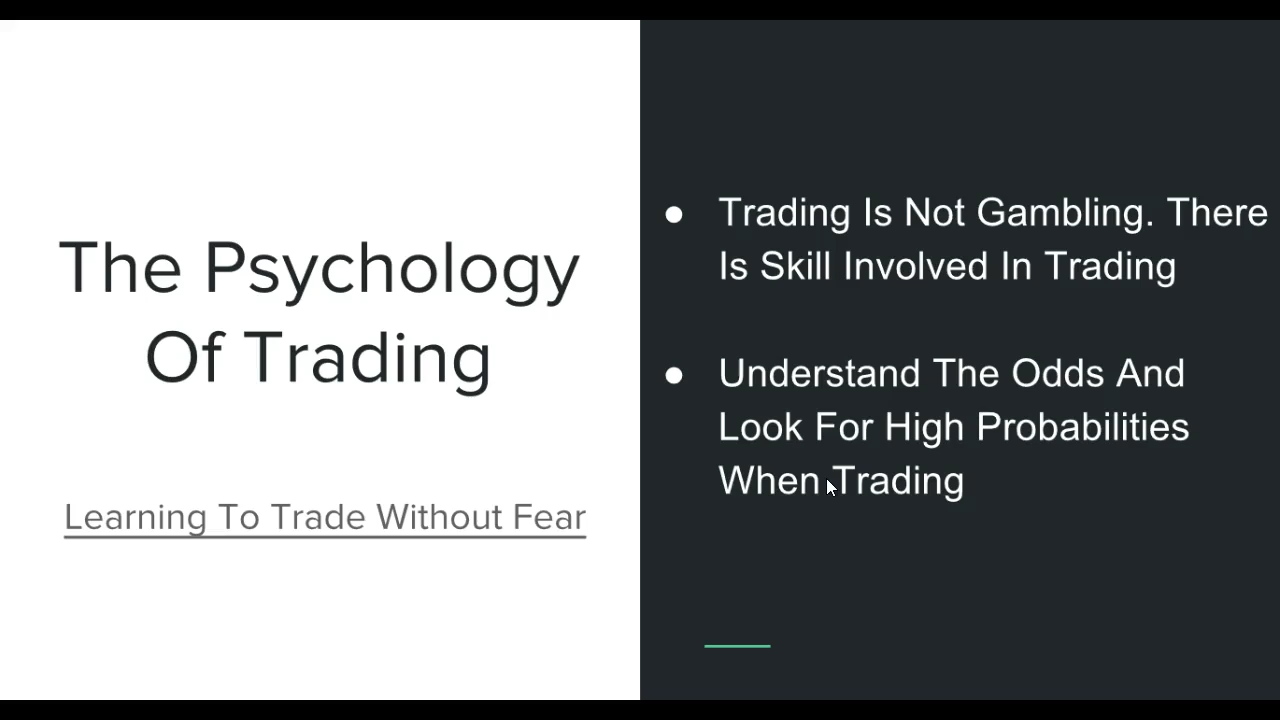 The Psychology
Of Trading
Learning To Trade Without Fear
● Trading Is Not Gambling. There
Is Skill Involved In Trading
● Understand The Odds And
Look For High Probabilities
When Trading